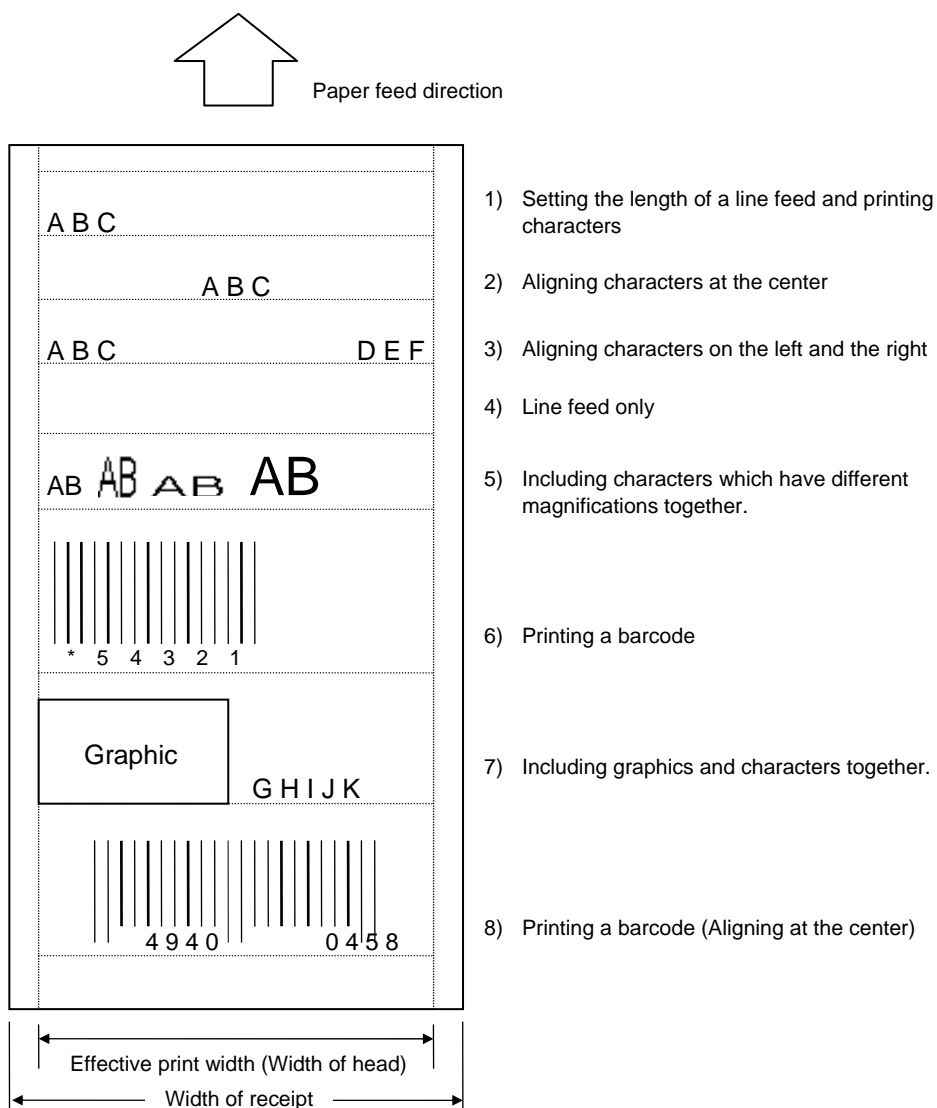 Paper feed direction
A B C
1) Setting the length of a line feed and printing
characters
A B C
2) Aligning characters at the center
A B C D E F
3) Aligning characters on the left and the right
4) Line feed only
AB AB AB AB
5) Including characters which have different
magnifications together.
* 5 4 3 2 1
6) Printing a barcode
Graphic
G H I J K
7) Including graphics and characters together.
4 9 4 0 0 4 5 8
8) Printing a barcode (Aligning at the center)
Effective print width (Width of head)
Width of receipt